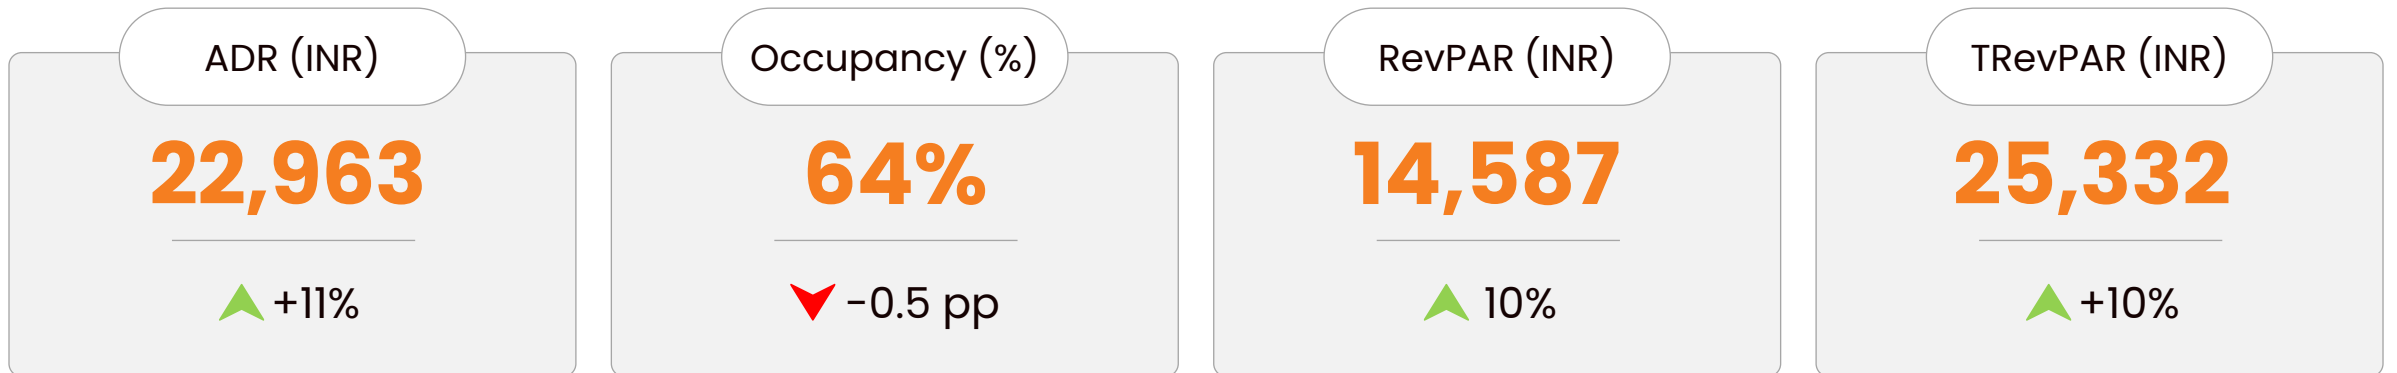 ADR (INR)
22,963
+11%
Occupancy (%)
64%
-0.5 pp
RevPAR (INR)
14,587
10%
TRevPAR (INR)
25,332
+10%